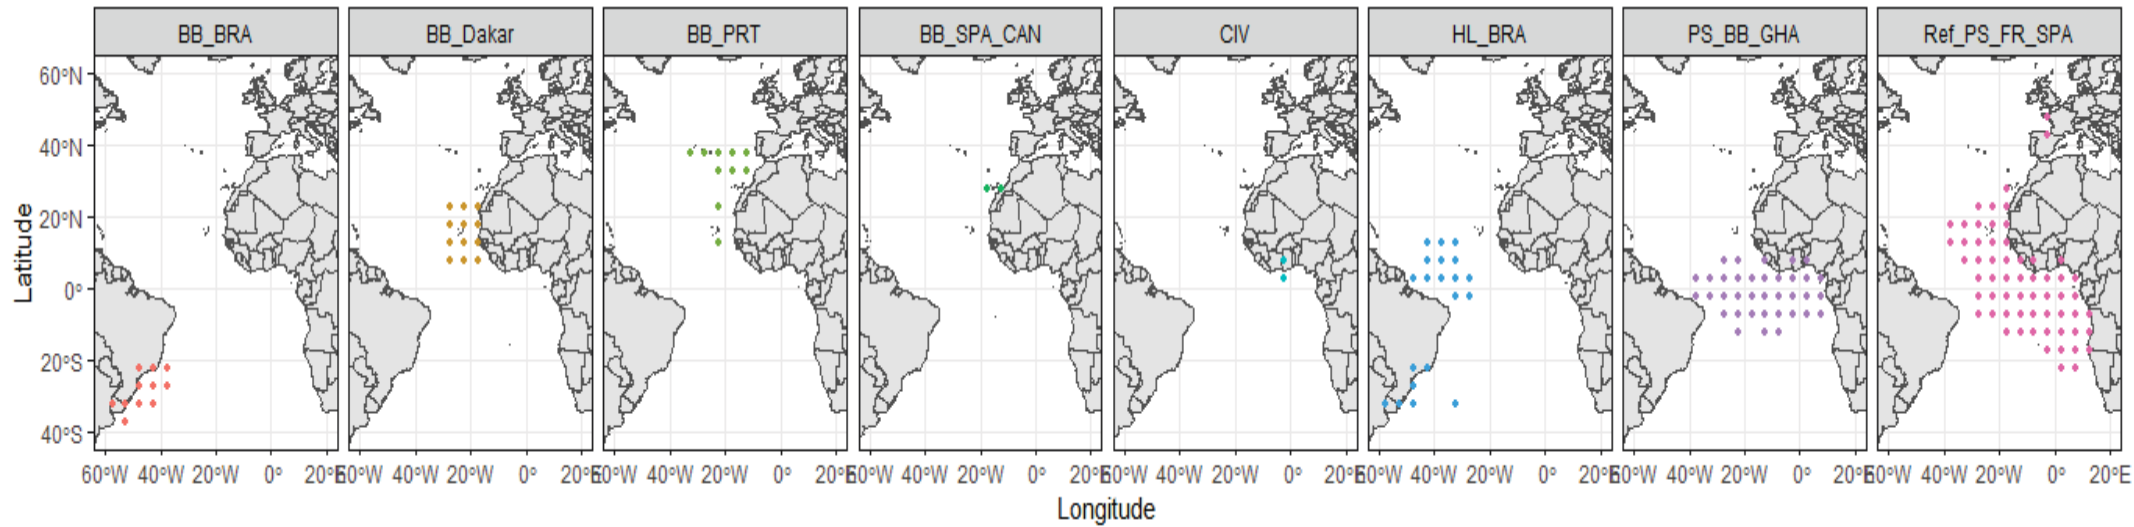 BB_BRA BB_Dakar BB_PRT BB_SPA_CAN CIV HL_BRA PS_BB_GHA Ref_PS_FR_SPA
60°N
40°N
20°N
0°
20°S
40°S
Latitude
60°W 40°W 20°W 0° 20°E 60°W 40°W 20°W 0° 20°E 60°W 40°W 20°W 0° 20°E 60°W 40°W 20°W 0° 20°E 60°W 40°W 20°W 0° 20°E 60°W 40°W 20°W 0° 20°E 60°W 40°W 20°W 0° 20°E 60°W 40°W 20°W 0° 20°E
Longitude